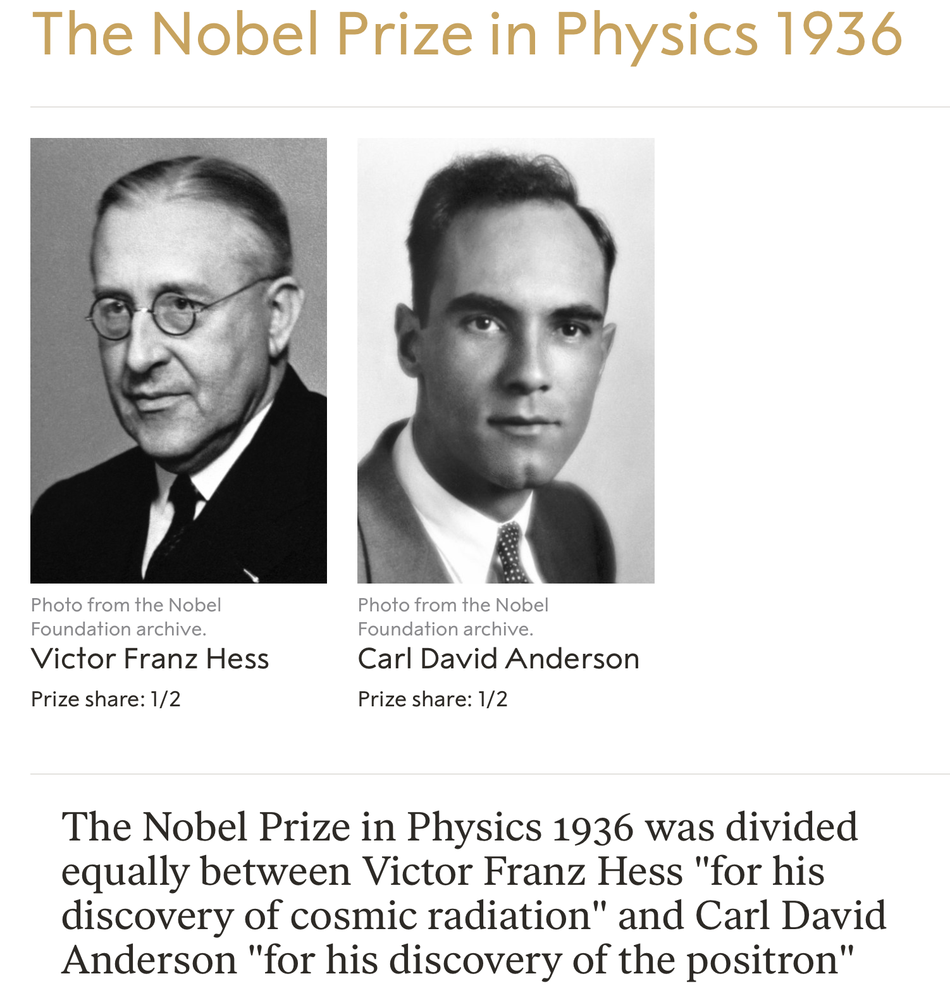 The Nobel Prize in Physics 1936
Photo from the Nobel
Foundation archive.
Victor Franz Hess
Prize share: 1/2
Photo from the Nobel
Foundation archive.
Carl David Anderson
Prize share: 1/2
The Nobel Prize in Physics 1936 was divided
equally between Victor Franz Hess "for his
discovery of cosmic radiation" and Carl David
Anderson "for his discovery of the positron"